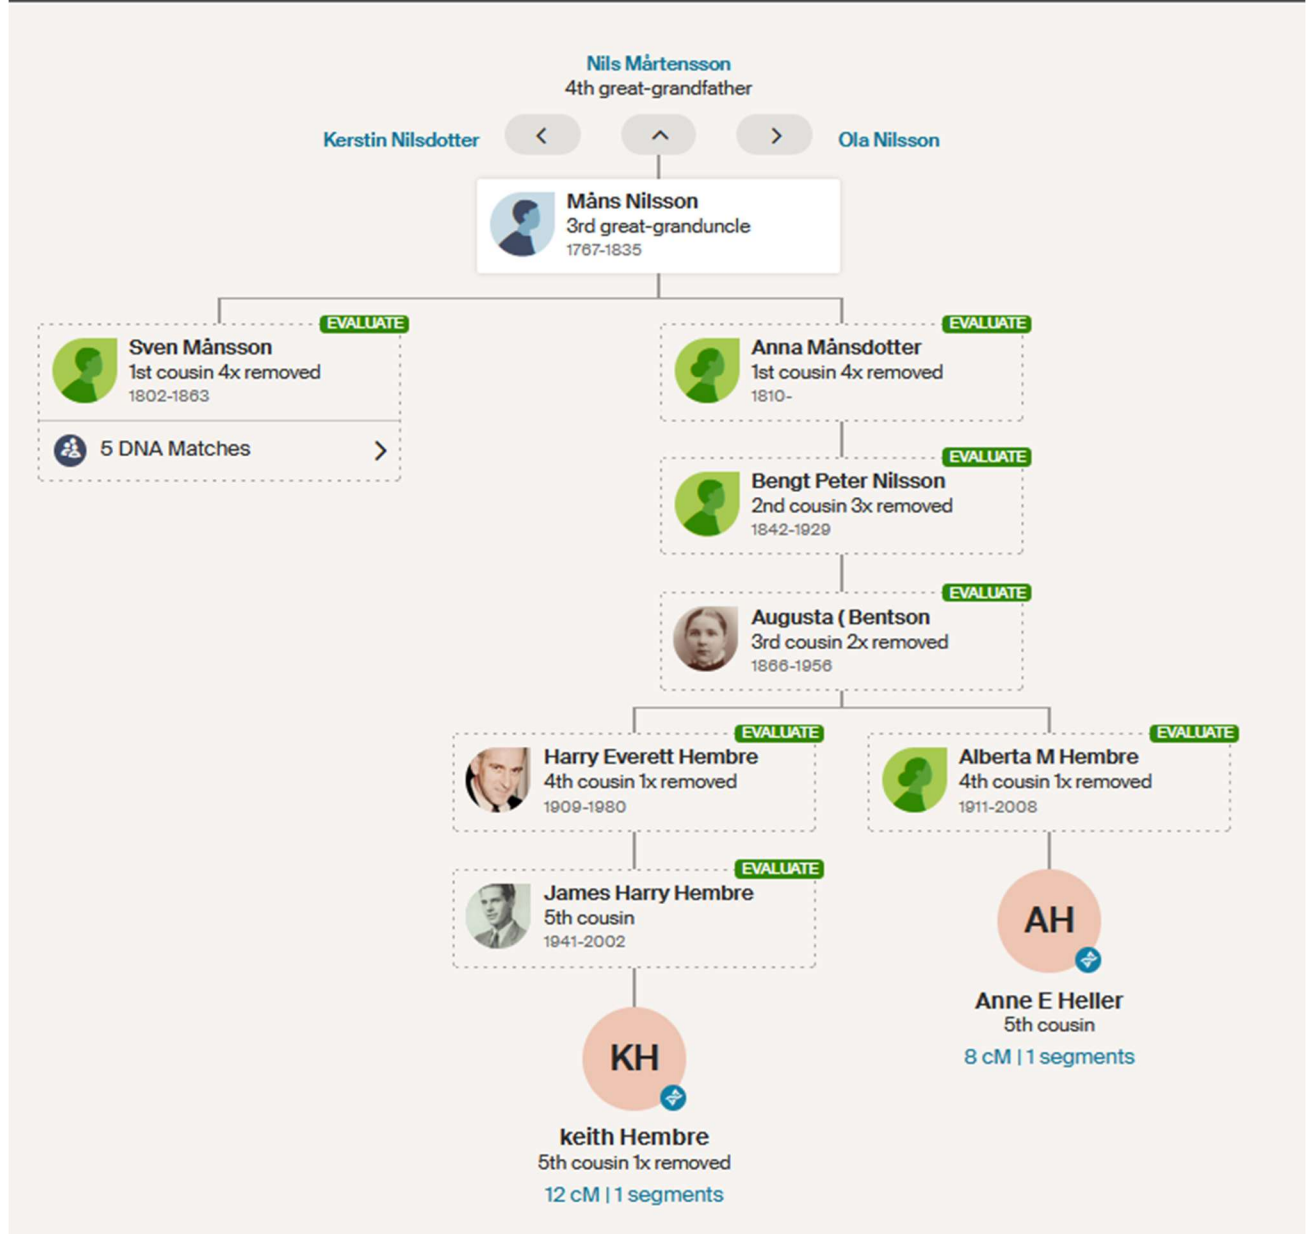 Nils Mårtensson
4th great-grandfather
Kerstin Nilsdotter
Ola Nilsson
Måns Nilsson
3rd great-granduncle
1767-1835
EVALUATE
Sven Månsson
1st cousin 4x removed
1802-1863
5 DNA Matches
EVALUATE
Anna Månsdotter
1st cousin 4x removed
1810-
EVALUATE
Bengt Peter Nilsson
2nd cousin 3x removed
1842-1929
EVALUATE
Augusta ( Bentson
3rd cousin 2x removed
1866-1956
EVALUATE
Harry Everett Hembre
4th cousin 1x removed
1909-1980
EVALUATE
Alberta M Hembre
4th cousin 1x removed
1911-2008
EVALUATE
James Harry Hembre
5th cousin
1941-2002
AH
Anne E Heller
5th cousin
8 cM | 1 segments
KH
keith Hembre
5th cousin 1x removed
12 cM | 1 segments